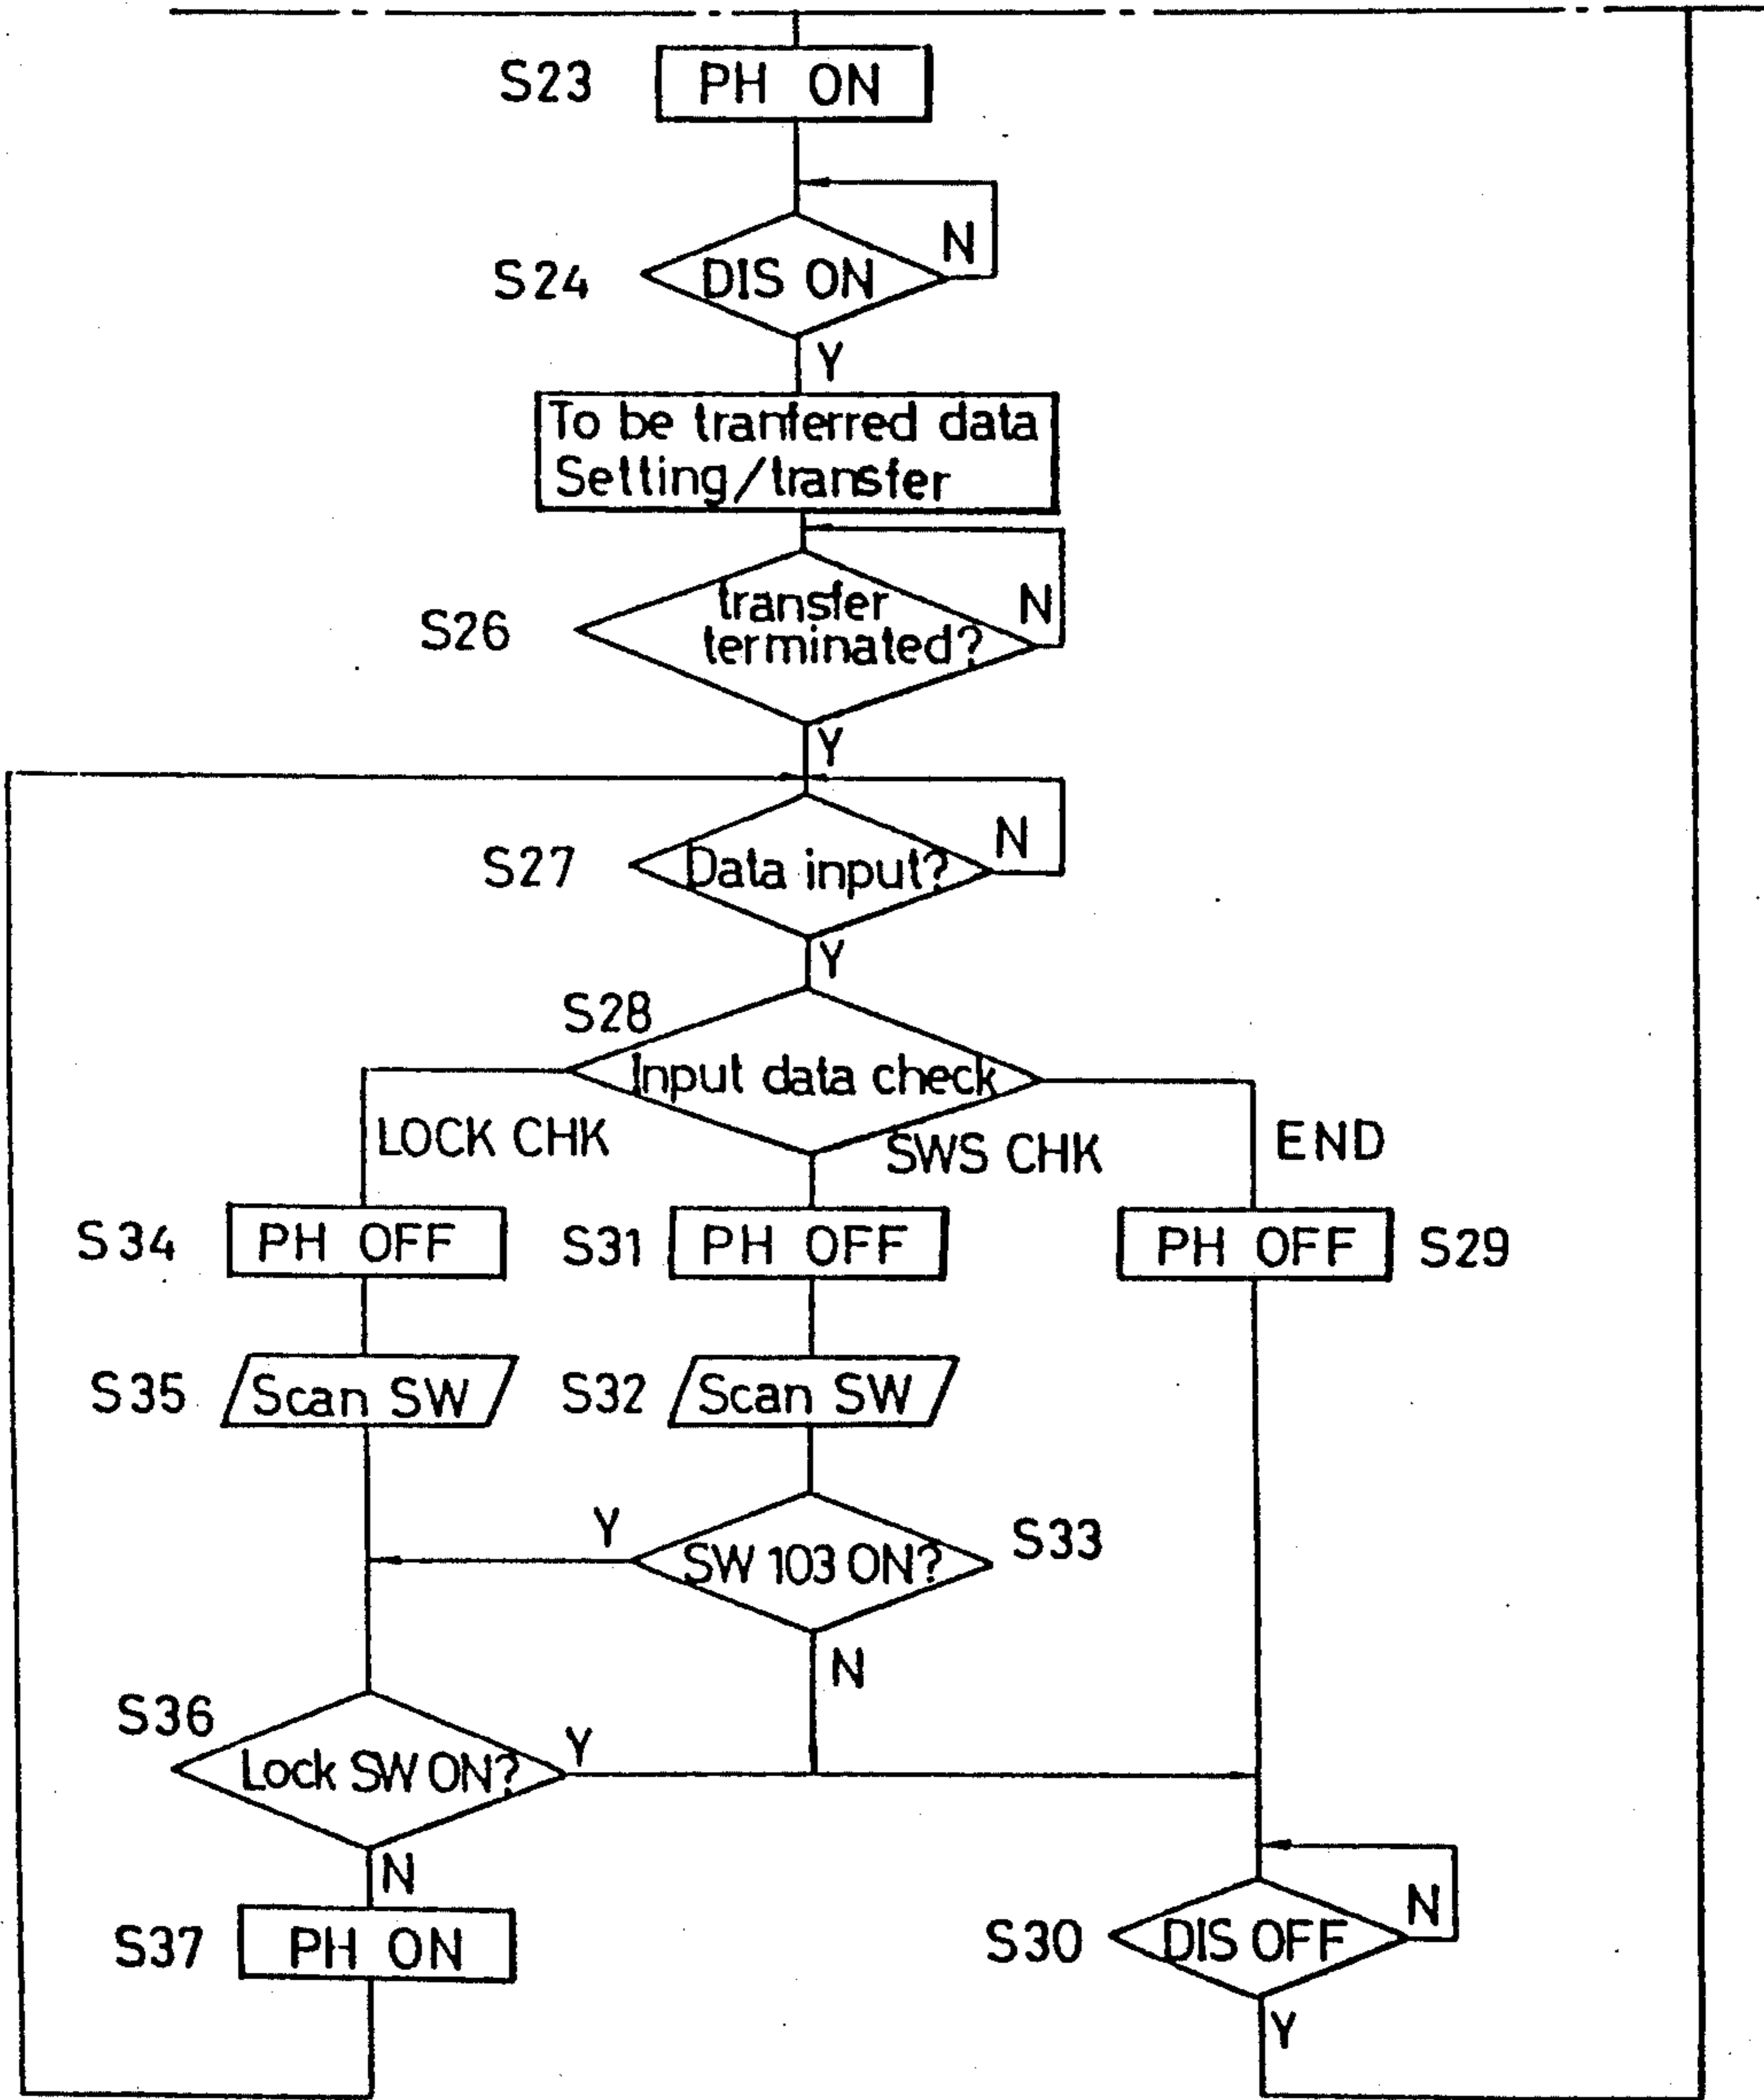 S23
PH ON
N
S24
DIS ON
Y
To be tranferred data
Setting/transfer
S26
transfer
terminated?
N
Y
S27
Data input?
N
Y
S28
Input data check
LOCK CHK
SWS CHK
END
S34
PH OFF
S31
PH OFF
PH OFF
S29
S35
Scan SW
S32
Scan SW
Y
SW 103 ON?
S33
N
S36
Lock SW ON?
Y
N
S37
PH ON
S30
DIS OFF
N
Y